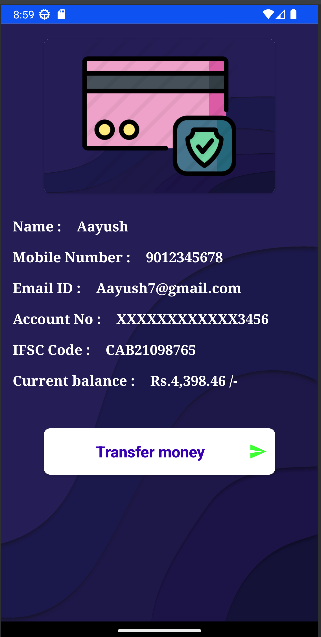 8:59
Name : Aayush
Mobile Number : 9012345678
Email ID : Aayush7@gmail.com
Account No : XXXXXXXXXXXX3456
IFSC Code : CAB21098765
Current balance : Rs.4,398.46 /-
Transfer money